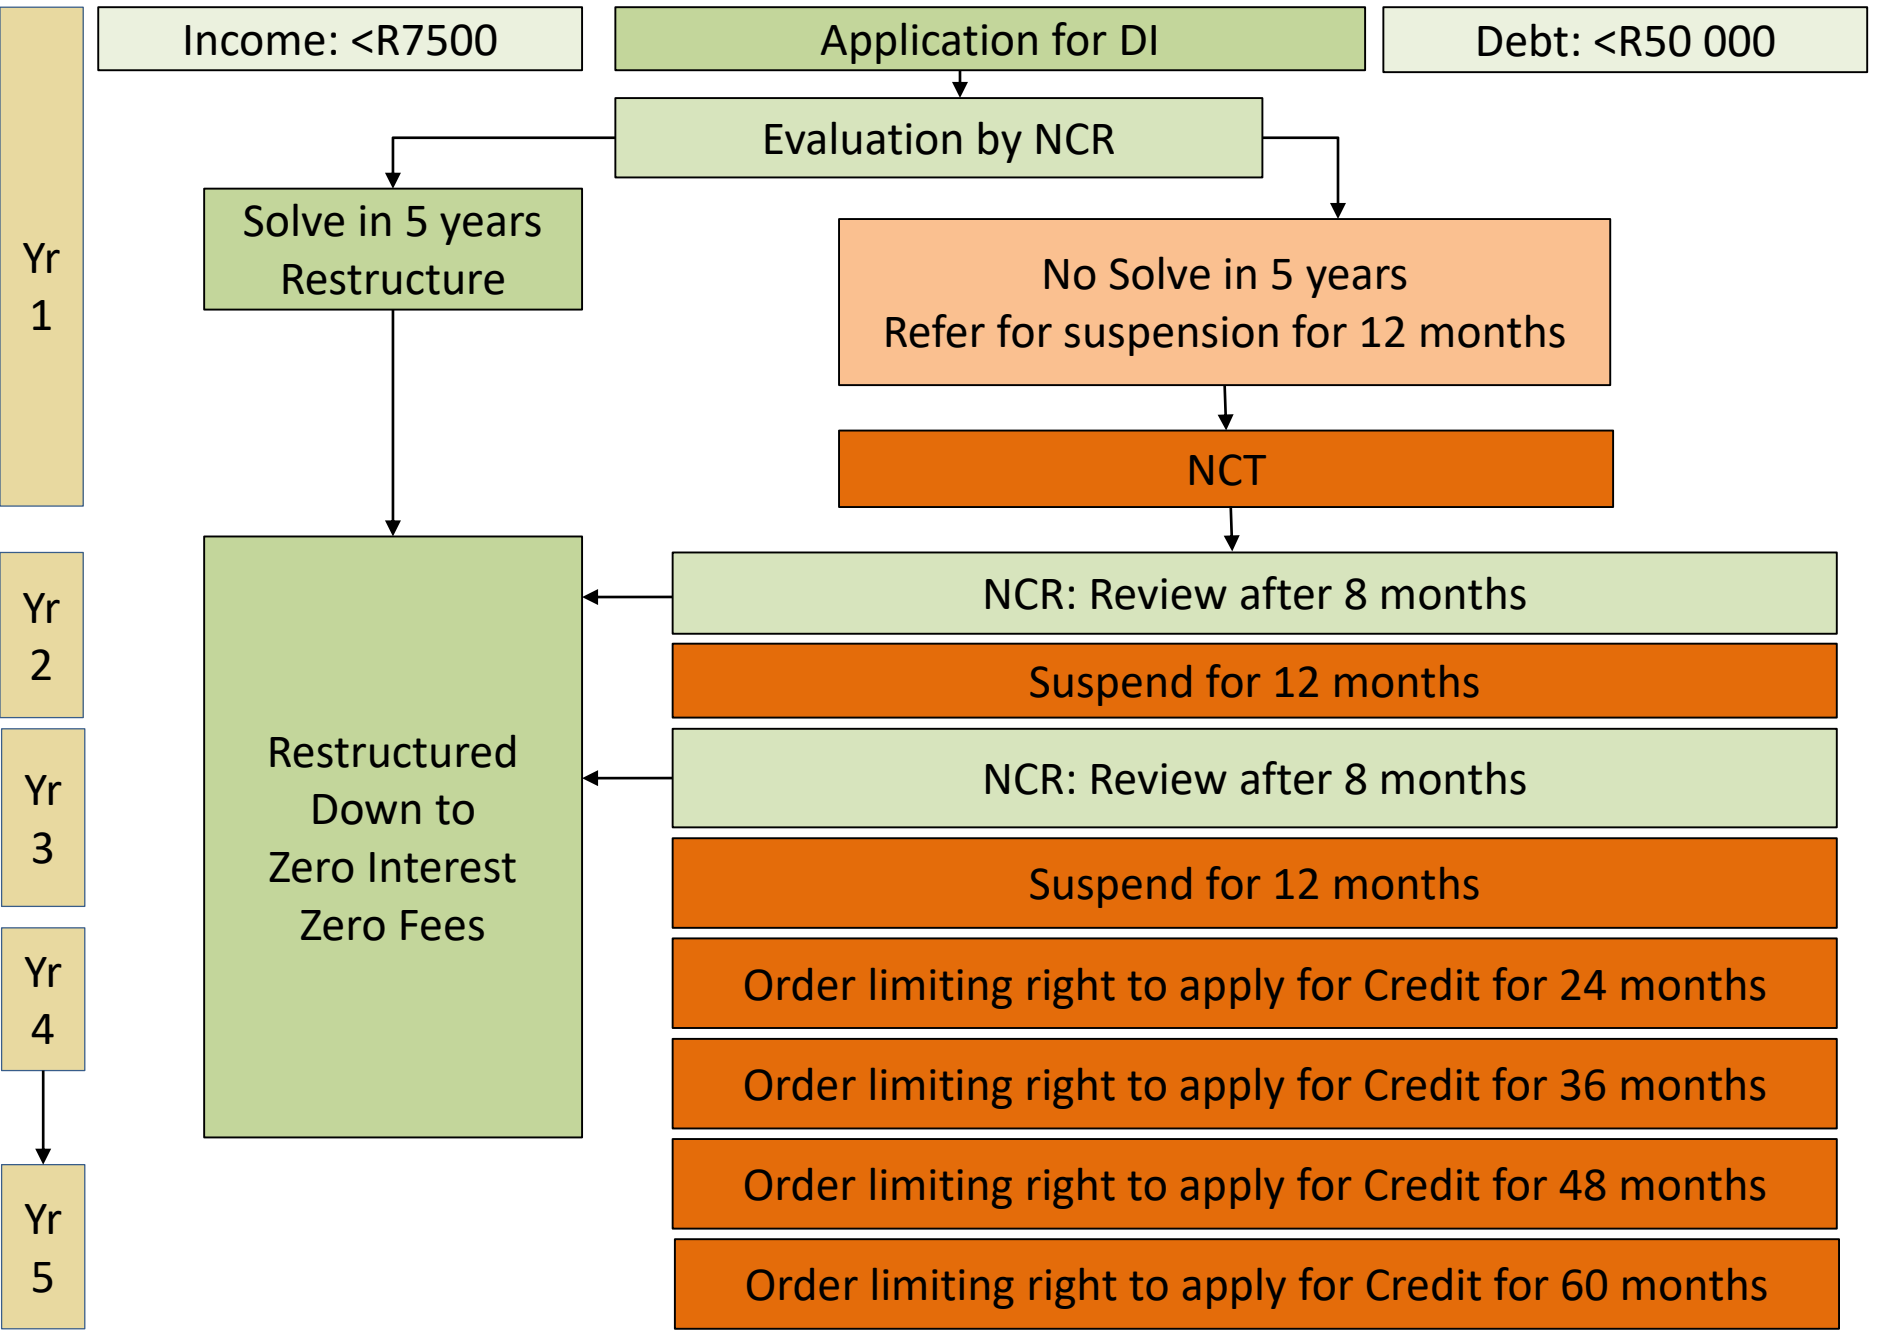 Income: <R7500
Application for DI
Debt: <R50 000
Evaluation by NCR
Yr
1
Solve in 5 years
Restructure
No Solve in 5 years
Refer for suspension for 12 months
NCT
Yr
2
NCR: Review after 8 months
Suspend for 12 months
Restructured
Down to
Zero Interest
Zero Fees
Yr
3
NCR: Review after 8 months
Suspend for 12 months
Yr
4
Order limiting right to apply for Credit for 24 months
Order limiting right to apply for Credit for 36 months
Yr
5
Order limiting right to apply for Credit for 48 months
Order limiting right to apply for Credit for 60 months